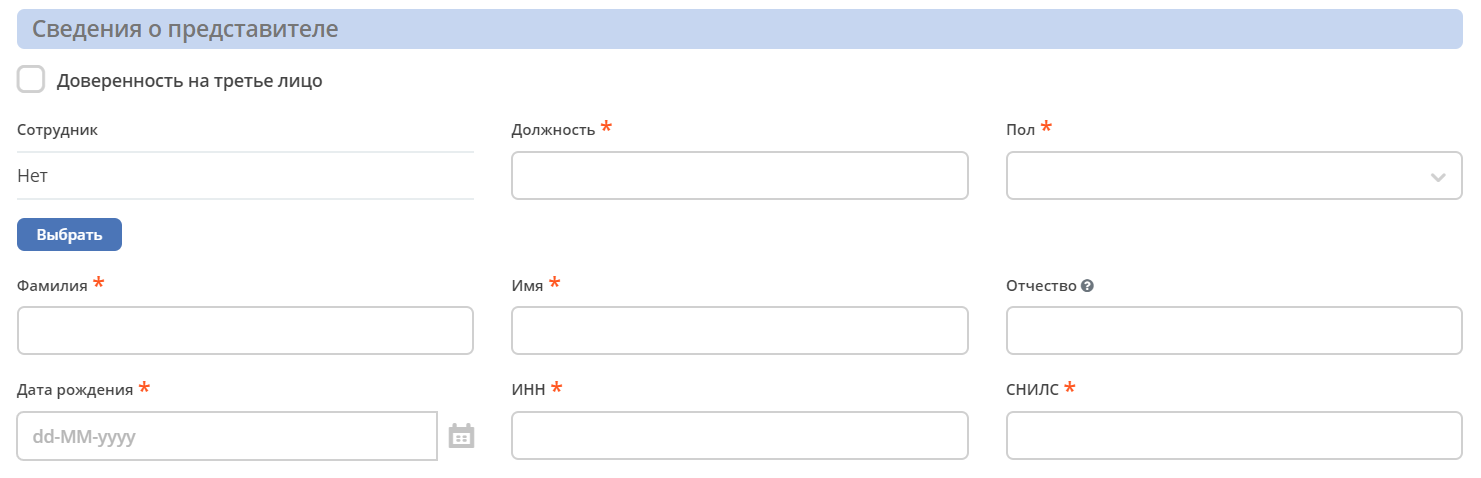 Сведения о представителе
Доверенность на третье лицо
Сотрудник
Должность *
Пол *
Нет
Выбрать
Фамилия *
Имя *
Отчество ?
Дата рождения *
ИНН *
СНИЛС *
dd-MM-yyyy